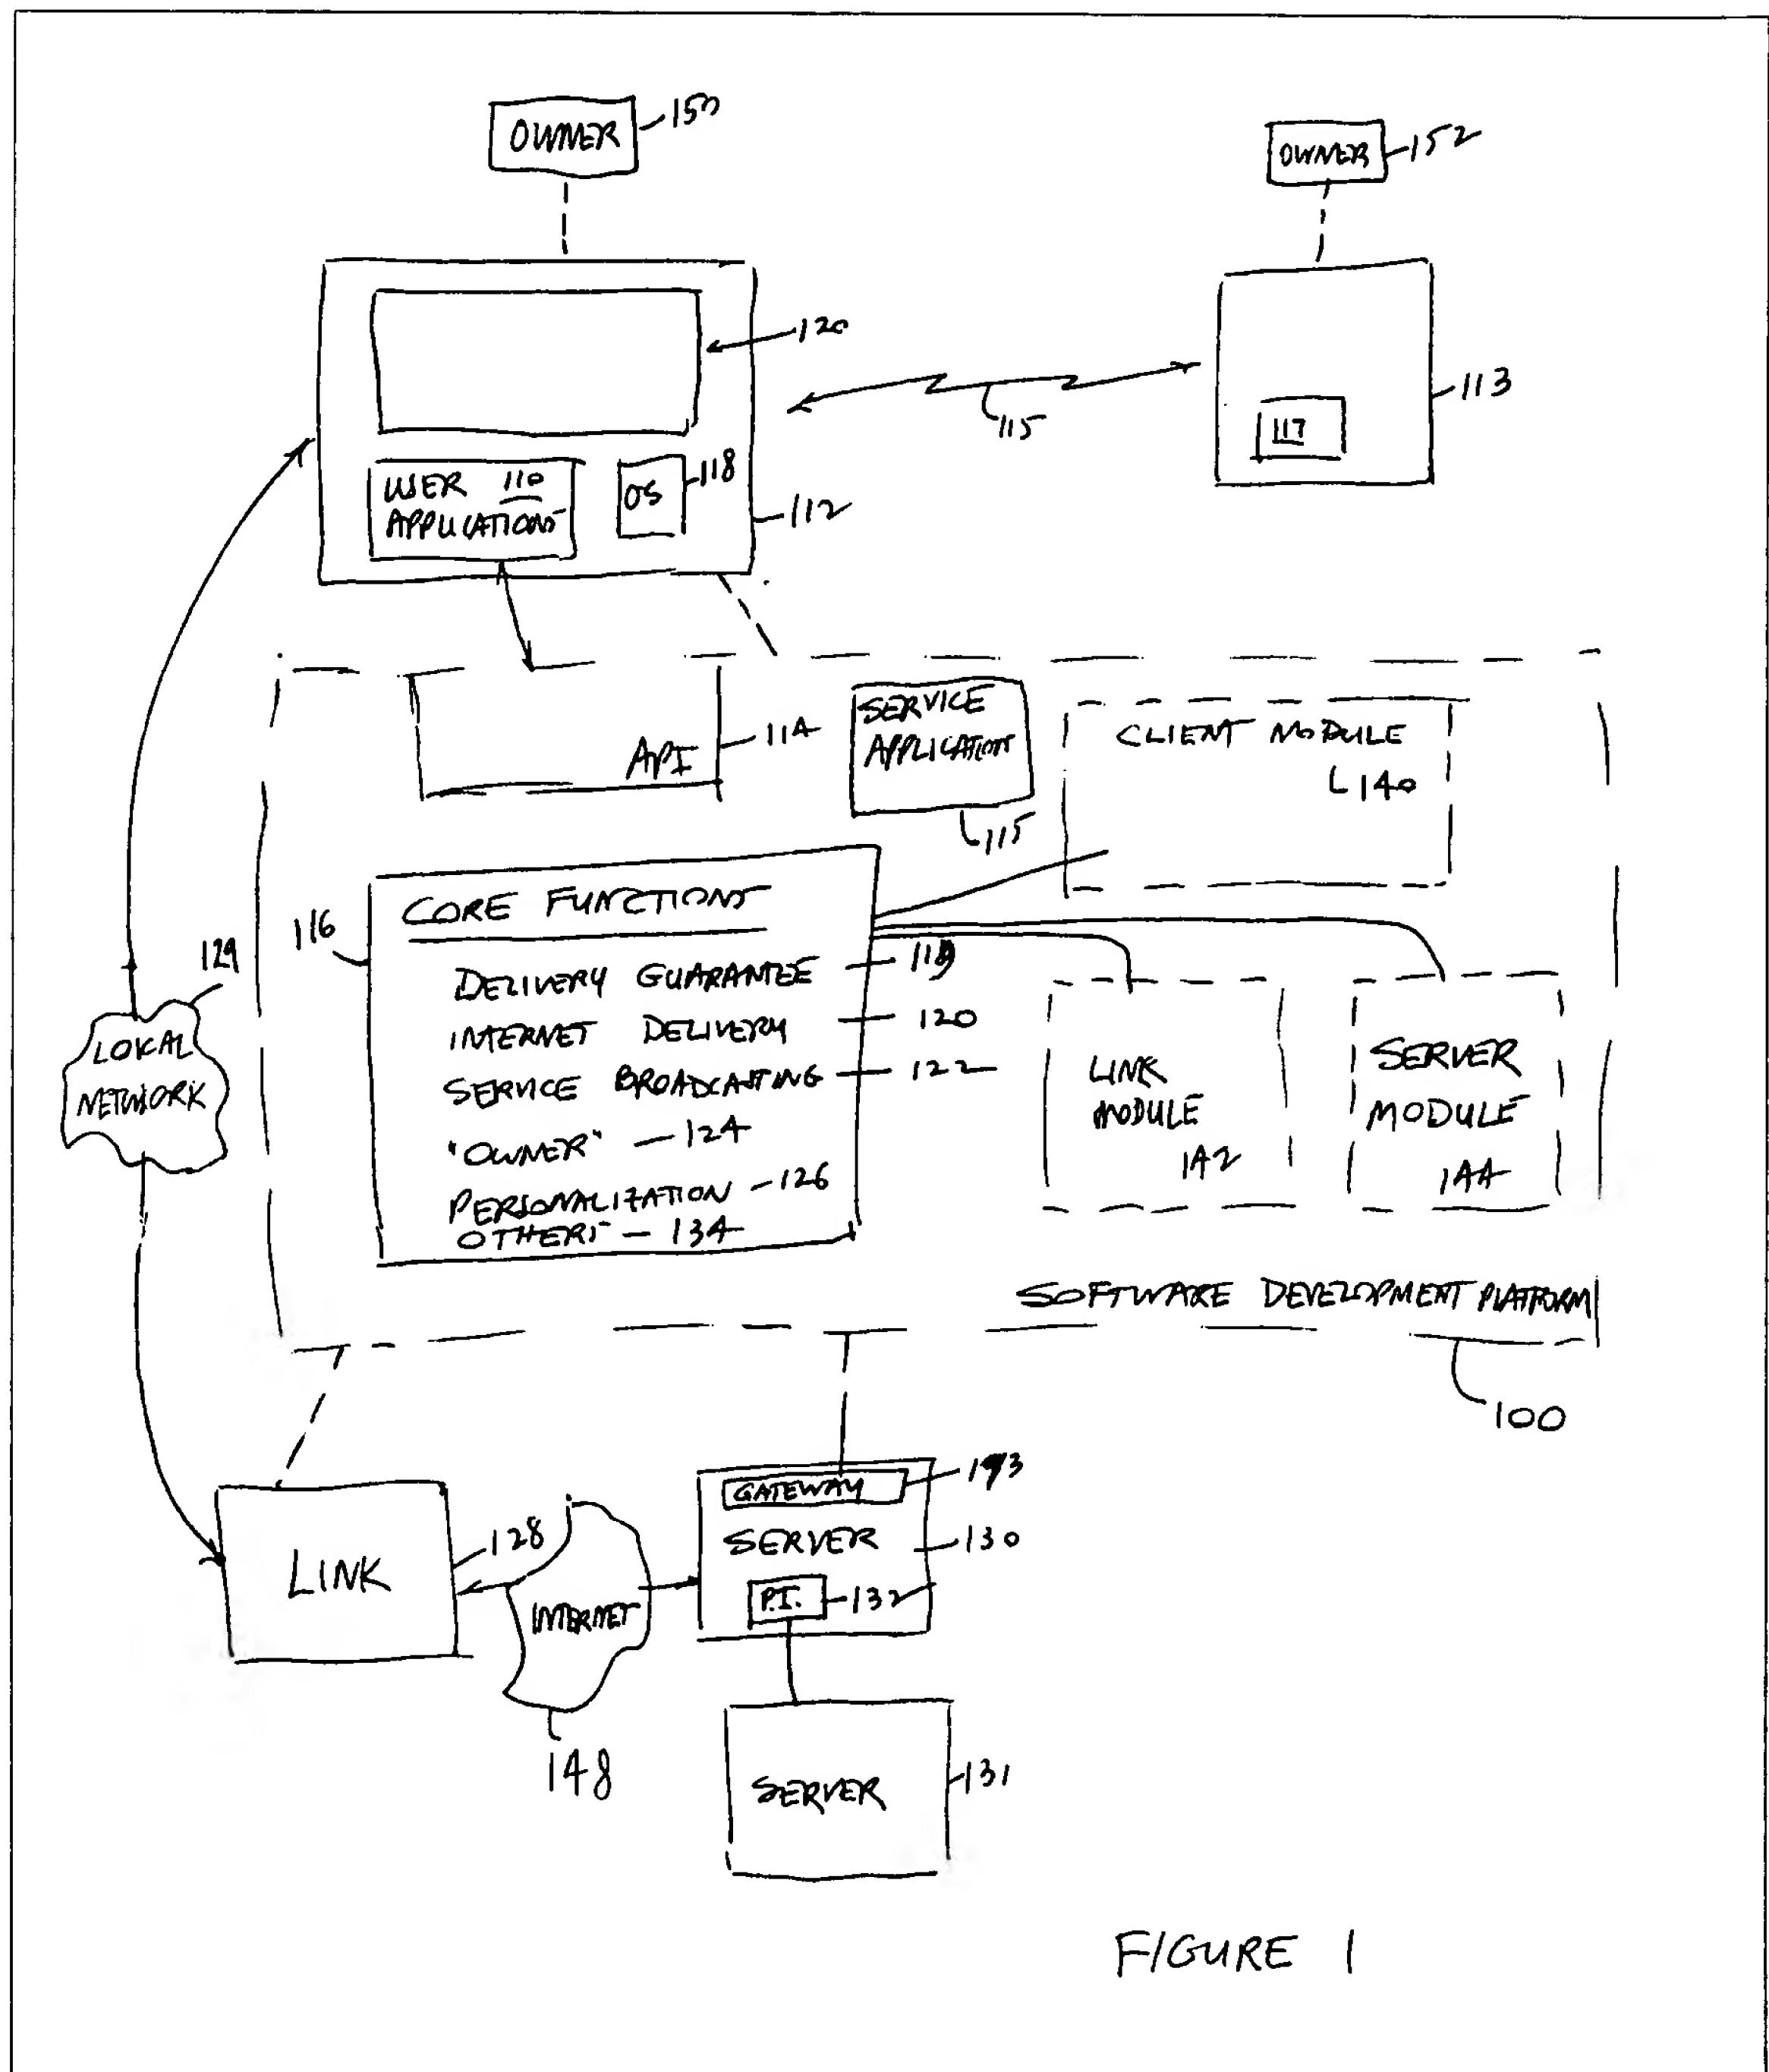 OWNER
150
OWNER
152
120
115
113
117
USER 110
APPLICATIONS
OS
118
112
API
114
SERVICE
APPLICATION
115
CLIENT MODULE
140
CORE FUNCTIONS
116
DELIVERY GUARANTEE
119
INTERNET DELIVERY
120
SERVICE BROADCASTING
122
"OWNER" — 124
PERSONALIZATION — 126
OTHERS — 134
129
LOCAL
NETWORK
LINK
MODULE
142
SERVER
MODULE
144
SOFTWARE DEVELOPMENT PLATFORM
100
LINK
128
INTERNET
148
GATEWAY
SERVER
130
P.I.
132
SERVER
131
FIGURE 1